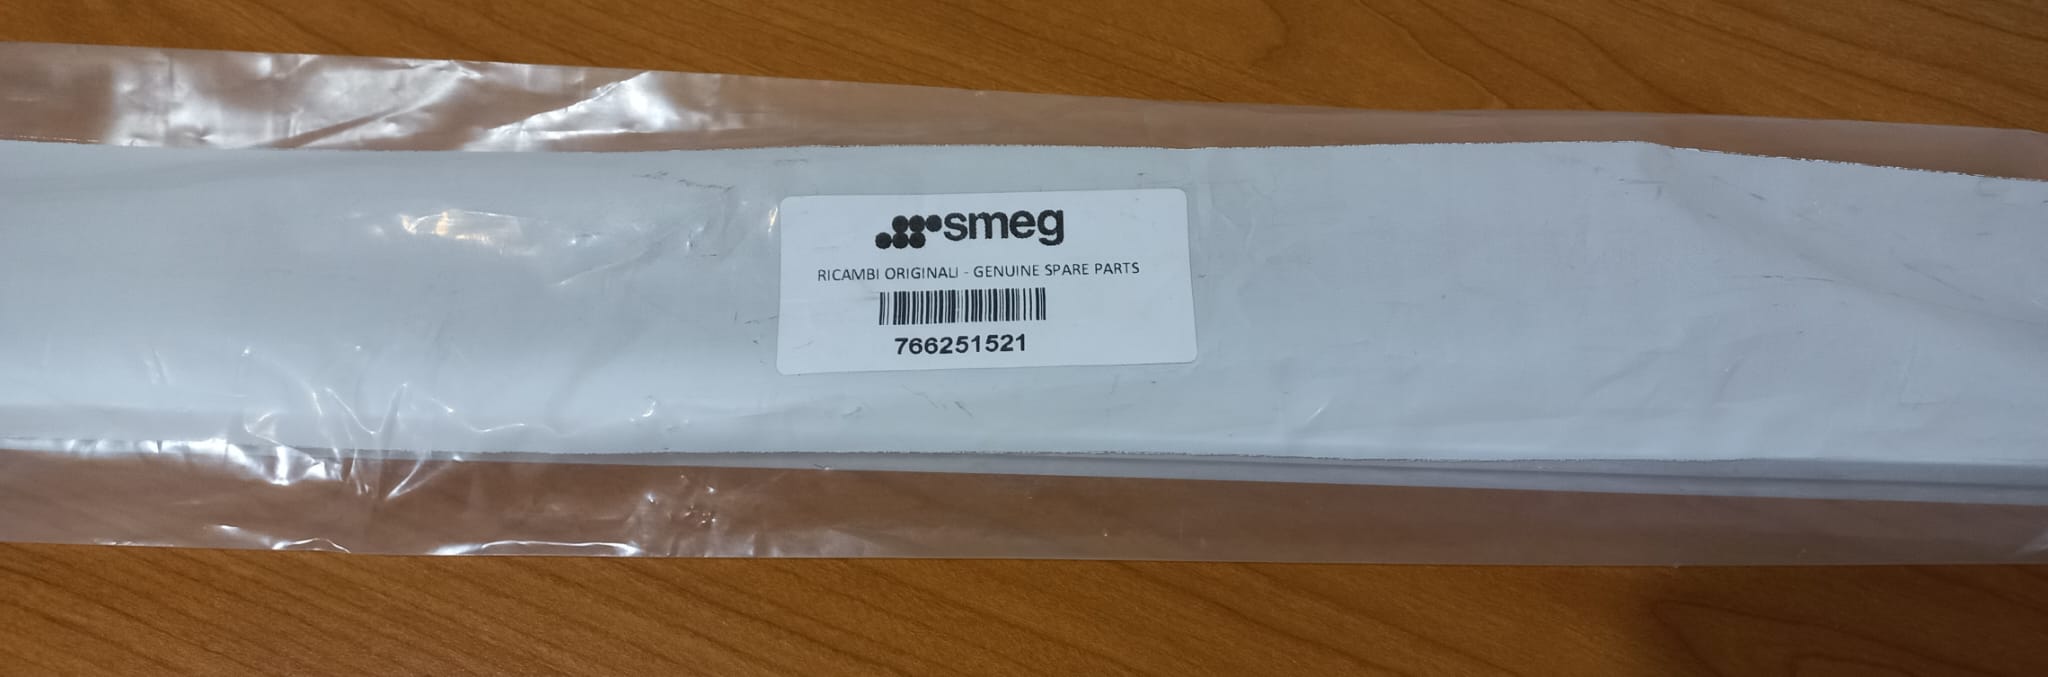 smeg
RICAMBI ORIGINALI - GENUINE SPARE PARTS
766251521